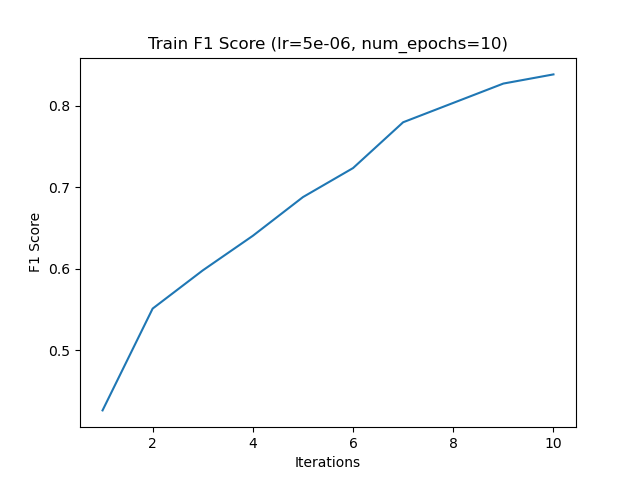 Train F1 Score (lr=5e-06, num_epochs=10)
F1 Score
0.8
0.7
0.6
0.5
2 4 6 8 10
Iterations